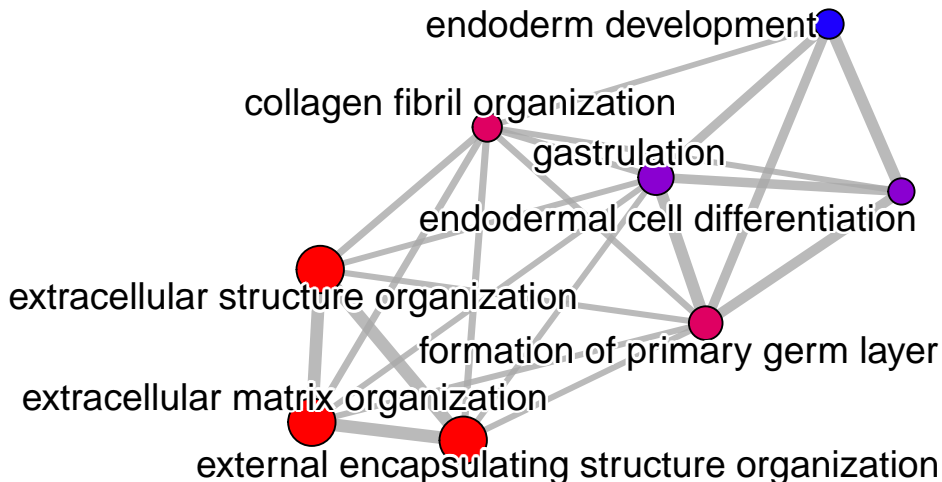 endoderm development
collagen fibril organization
gastrulation
endodermal cell differentiation
extracellular structure organization
formation of primary germ layer
extracellular matrix organization
external encapsulating structure organization